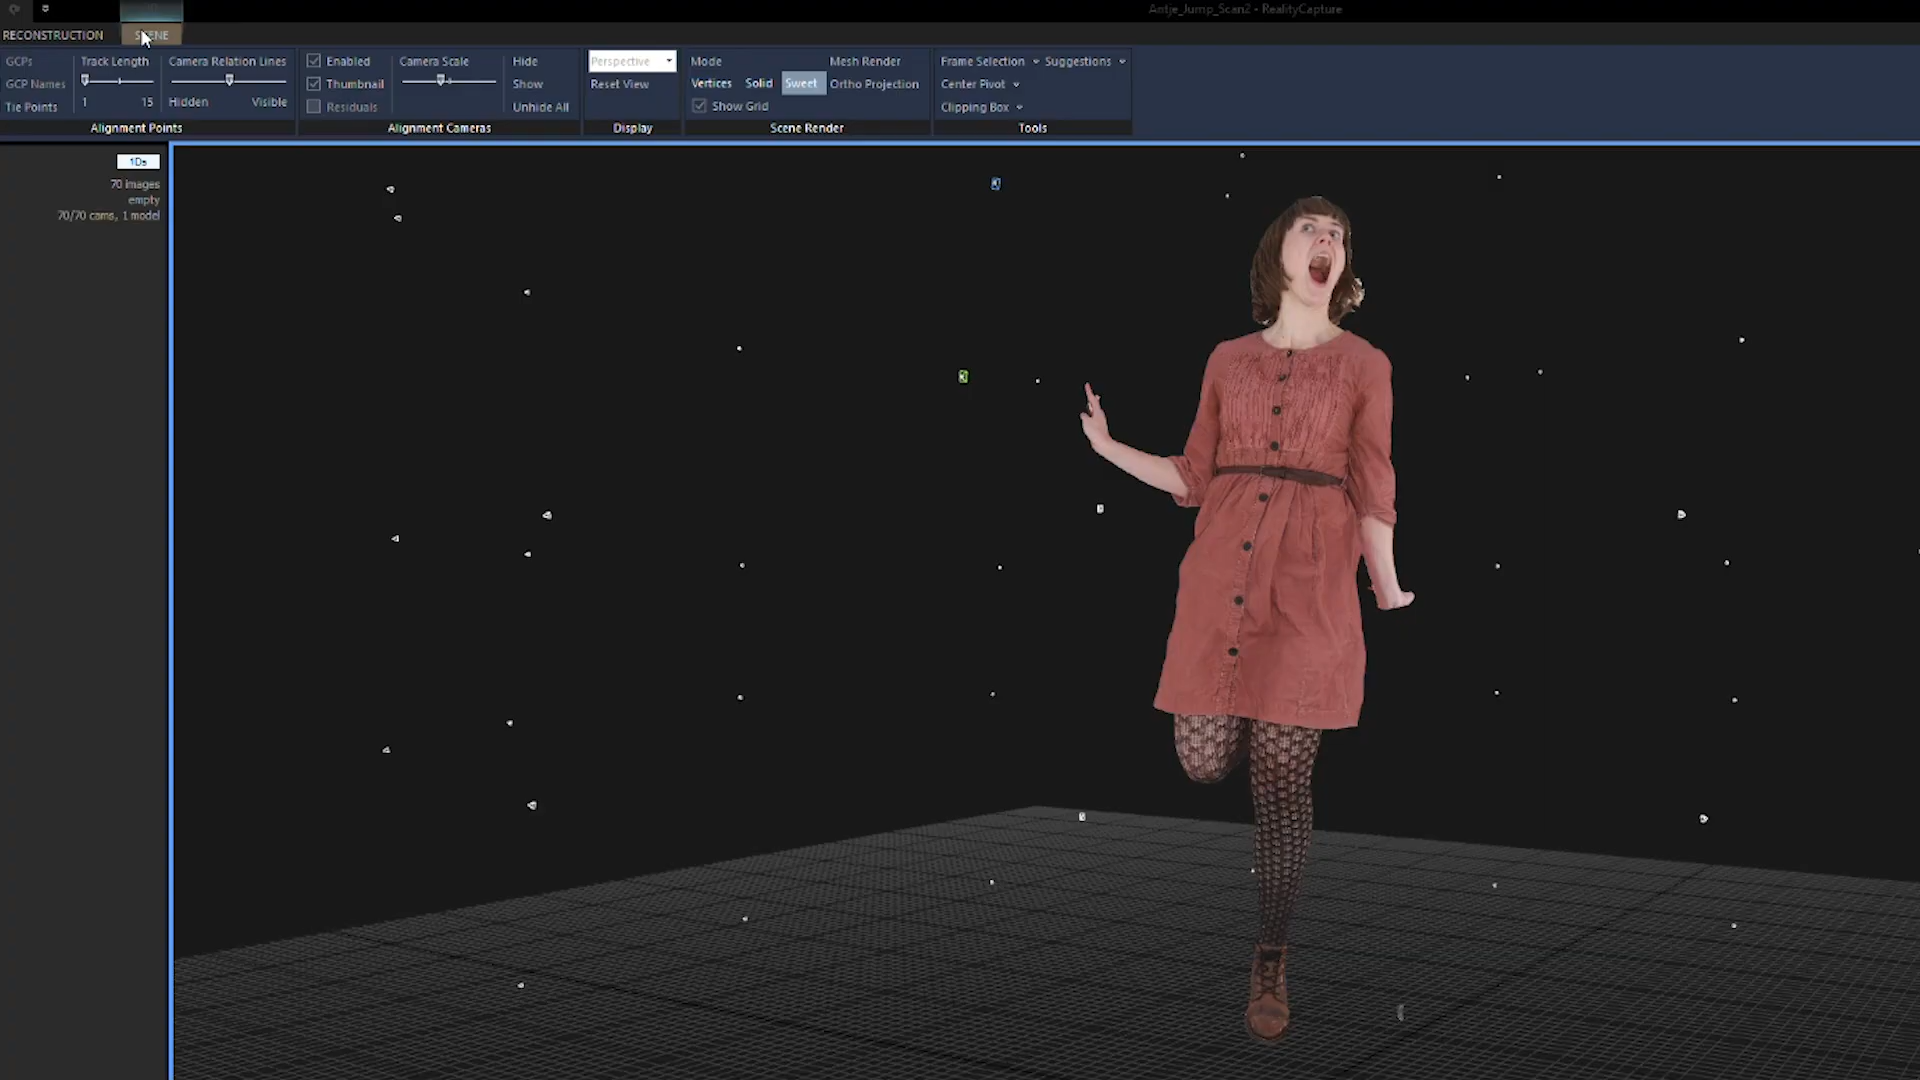 Antje_Jump_Scan2 - RealityCapture
RECONSTRUCTION SCENE
GCPs Track Length Camera Relation Lines Enabled Camera Scale Hide Perspective Mode Mesh Render Frame Selection Suggestions
GCP Names Thumbnail Show Reset View Vertices Solid Sweet Ortho Projection Center Pivot
Tie Points 1 15 Hidden Visible Residuals Unhide All Show Grid Clipping Box
Alignment Points Alignment Cameras Display Scene Render Tools
1Ds
70 images
empty
70/70 cams, 1 model